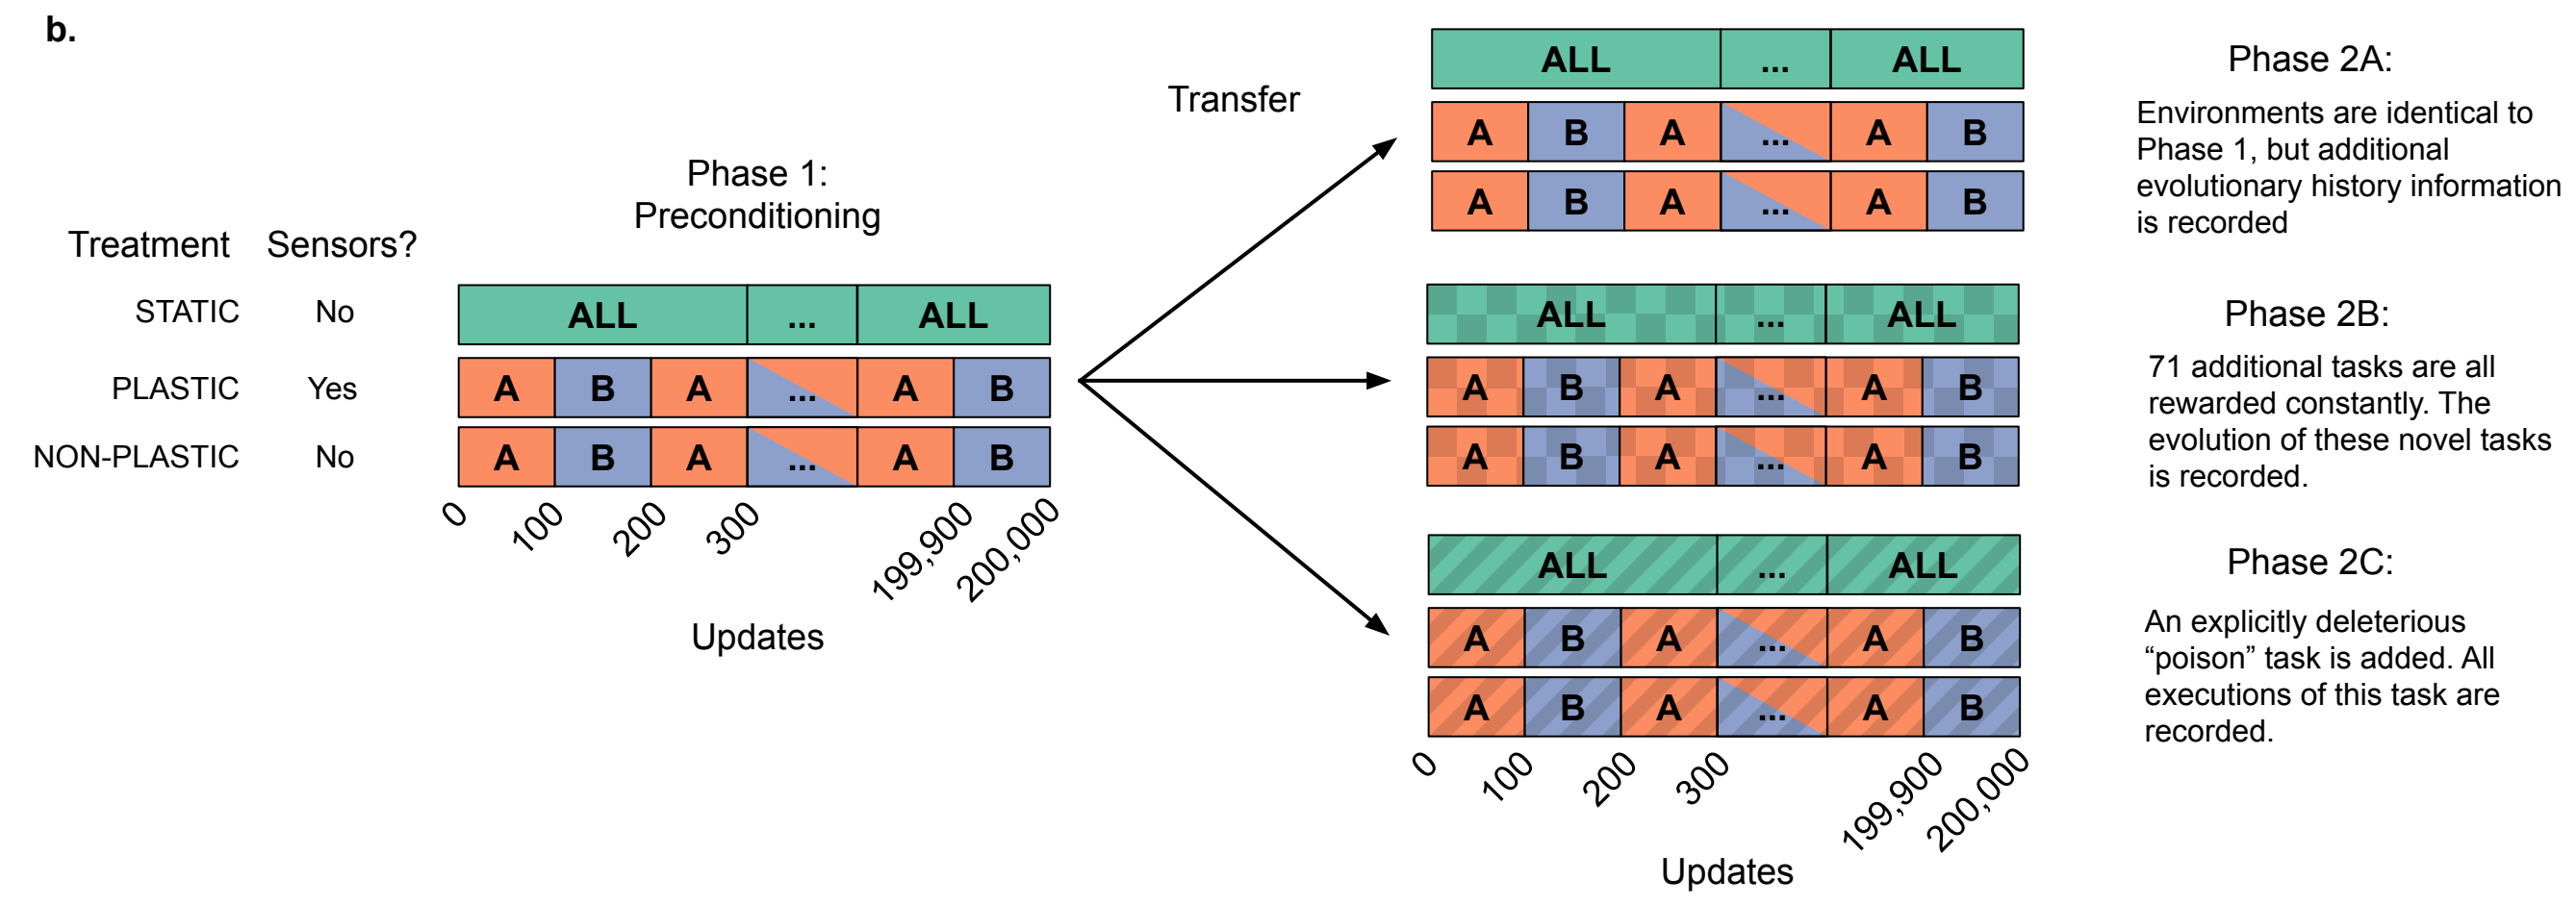 b.
Treatment Sensors?
STATIC No
PLASTIC Yes
NON-PLASTIC No
Phase 1:
Preconditioning
ALL ... ALL
A B A ... A B
A B A ... A B
0 100 200 300 199,900 200,000
Updates
Transfer
ALL ... ALL
A B A ... A B
A B A ... A B
Phase 2A:
Environments are identical to
Phase 1, but additional
evolutionary history information
is recorded
ALL ... ALL
A B A ... A B
A B A ... A B
Phase 2B:
71 additional tasks are all
rewarded constantly. The
evolution of these novel tasks
is recorded.
ALL ... ALL
A B A ... A B
A B A ... A B
0 100 200 300 199,900 200,000
Updates
Phase 2C:
An explicitly deleterious
“poison” task is added. All
executions of this task are
recorded.